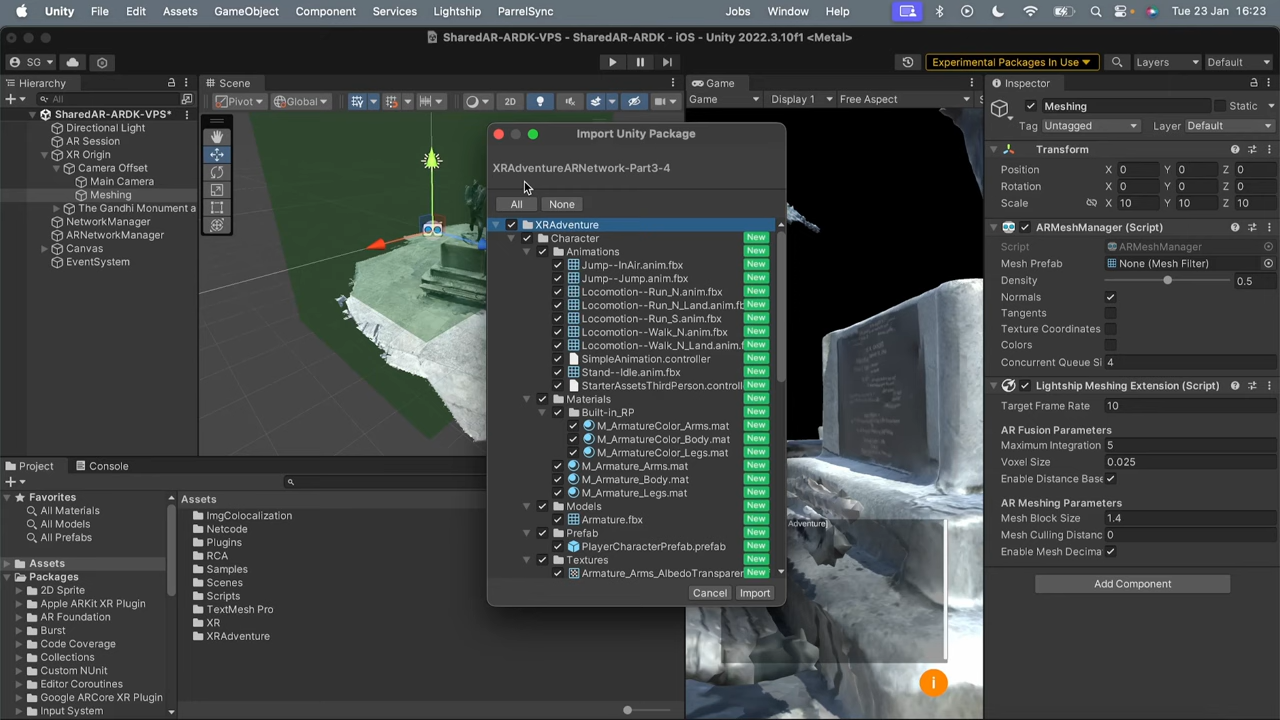 Unity File Edit Assets GameObject Component Services Lightship ParrelSync Jobs Window Help Tue 23 Jan 16:23
SharedAR-ARDK-VPS - SharedAR-ARDK - iOS - Unity 2022.3.10f1 <Metal>
SG Experimental Packages In Use Layers Default
Hierarchy
All
SharedAR-ARDK-VPS*
Directional Light
AR Session
XR Origin
Camera Offset
Main Camera
Meshing
The Gandhi Monument a
NetworkManager
ARNetworkManager
Canvas
EventSystem
Scene
Pivot Global 2D
Game
Game Display 1 Free Aspect
Adventure
i
Import Unity Package
XRAdventureARNetwork-Part3-4
All None
XRAdventure
Character New
Animations New
Jump--InAir.anim.fbx New
Jump--Jump.anim.fbx New
Locomotion--Run_N.anim.fbx New
Locomotion--Run_N_Land.anim.fb New
Locomotion--Run_S.anim.fbx New
Locomotion--Walk_N.anim.fbx New
Locomotion--Walk_N_Land.anim.f New
SimpleAnimation.controller New
Stand--Idle.anim.fbx New
StarterAssetsThirdPerson.controll New
Materials New
Built-in_RP New
M_ArmatureColor_Arms.mat New
M_ArmatureColor_Body.mat New
M_ArmatureColor_Legs.mat New
M_Armature_Arms.mat New
M_Armature_Body.mat New
M_Armature_Legs.mat New
Models New
Armature.fbx New
Prefab New
PlayerCharacterPrefab.prefab New
Textures New
Armature_Arms_AlbedoTransparer New
Cancel Import
Inspector
Meshing Static
Tag Untagged Layer Default
Transform
Position X 0 Y 0 Z 0
Rotation X 0 Y 0 Z 0
Scale X 10 Y 10 Z 10
ARMeshManager (Script)
Script ARMeshManager
Mesh Prefab None (Mesh Filter)
Density 0.5
Normals
Tangents
Texture Coordinates
Colors
Concurrent Queue Si 4
Lightship Meshing Extension (Script)
Target Frame Rate 10
AR Fusion Parameters
Maximum Integration 5
Voxel Size 0.025
Enable Distance Base
AR Meshing Parameters
Mesh Block Size 1.4
Mesh Culling Distanc 0
Enable Mesh Decima
Add Component
Project Console
Favorites
All Materials
All Models
All Prefabs
Assets
Packages
2D Sprite
Apple ARKit XR Plugin
AR Foundation
Burst
Code Coverage
Collections
Custom NUnit
Editor Coroutines
Google ARCore XR Plugin
Input System
Assets
ImgColocalization
Netcode
Plugins
RCA
Samples
Scenes
Scripts
TextMesh Pro
XR
XRAdventure